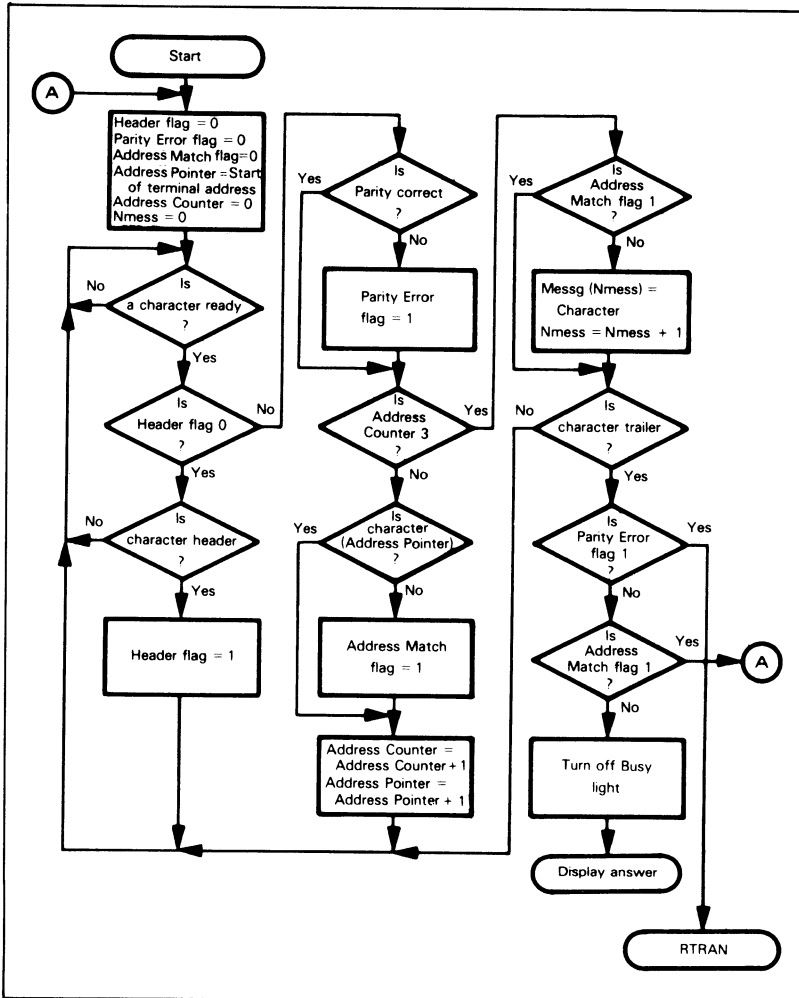 Start
A
Header flag = 0
Parity Error flag = 0
Address Match flag=0
Address Pointer = Start
of terminal address
Address Counter = 0
Nmess = 0
Is
a character ready
?
No
Yes
Is
Header flag 0
?
No
Yes
Is
character header
?
No
Yes
Header flag = 1
Is
Parity correct
?
Yes
No
Parity Error
flag = 1
Is
Address
Counter 3
?
Yes
No
Is
character
(Address Pointer)
?
Yes
No
Address Match
flag = 1
Address Counter =
Address Counter + 1
Address Pointer =
Address Pointer + 1
Is
Address
Match flag 1
?
Yes
No
Messg (Nmess) =
Character
Nmess = Nmess + 1
Is
character trailer
?
No
Yes
Is
Parity Error
flag 1
?
Yes
No
Is
Address
Match flag 1
?
Yes
A
No
Turn off Busy
light
Display answer
RTRAN